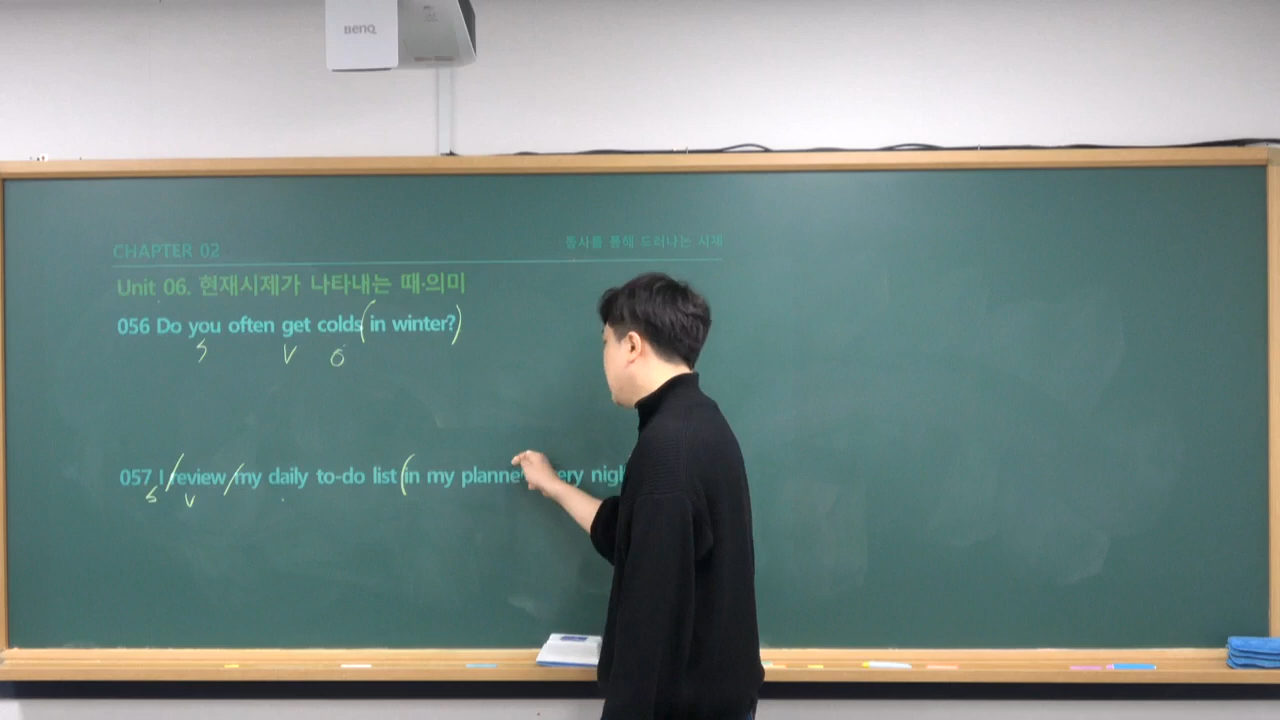 BenQ
CHAPTER 02
동사를 통해 드러나는 시제
Unit 06. 현재시제가 나타내는 때·의미
056 Do you often get colds (in winter?)
S V O
057 I / review / my daily to-do list (in my planner
S V